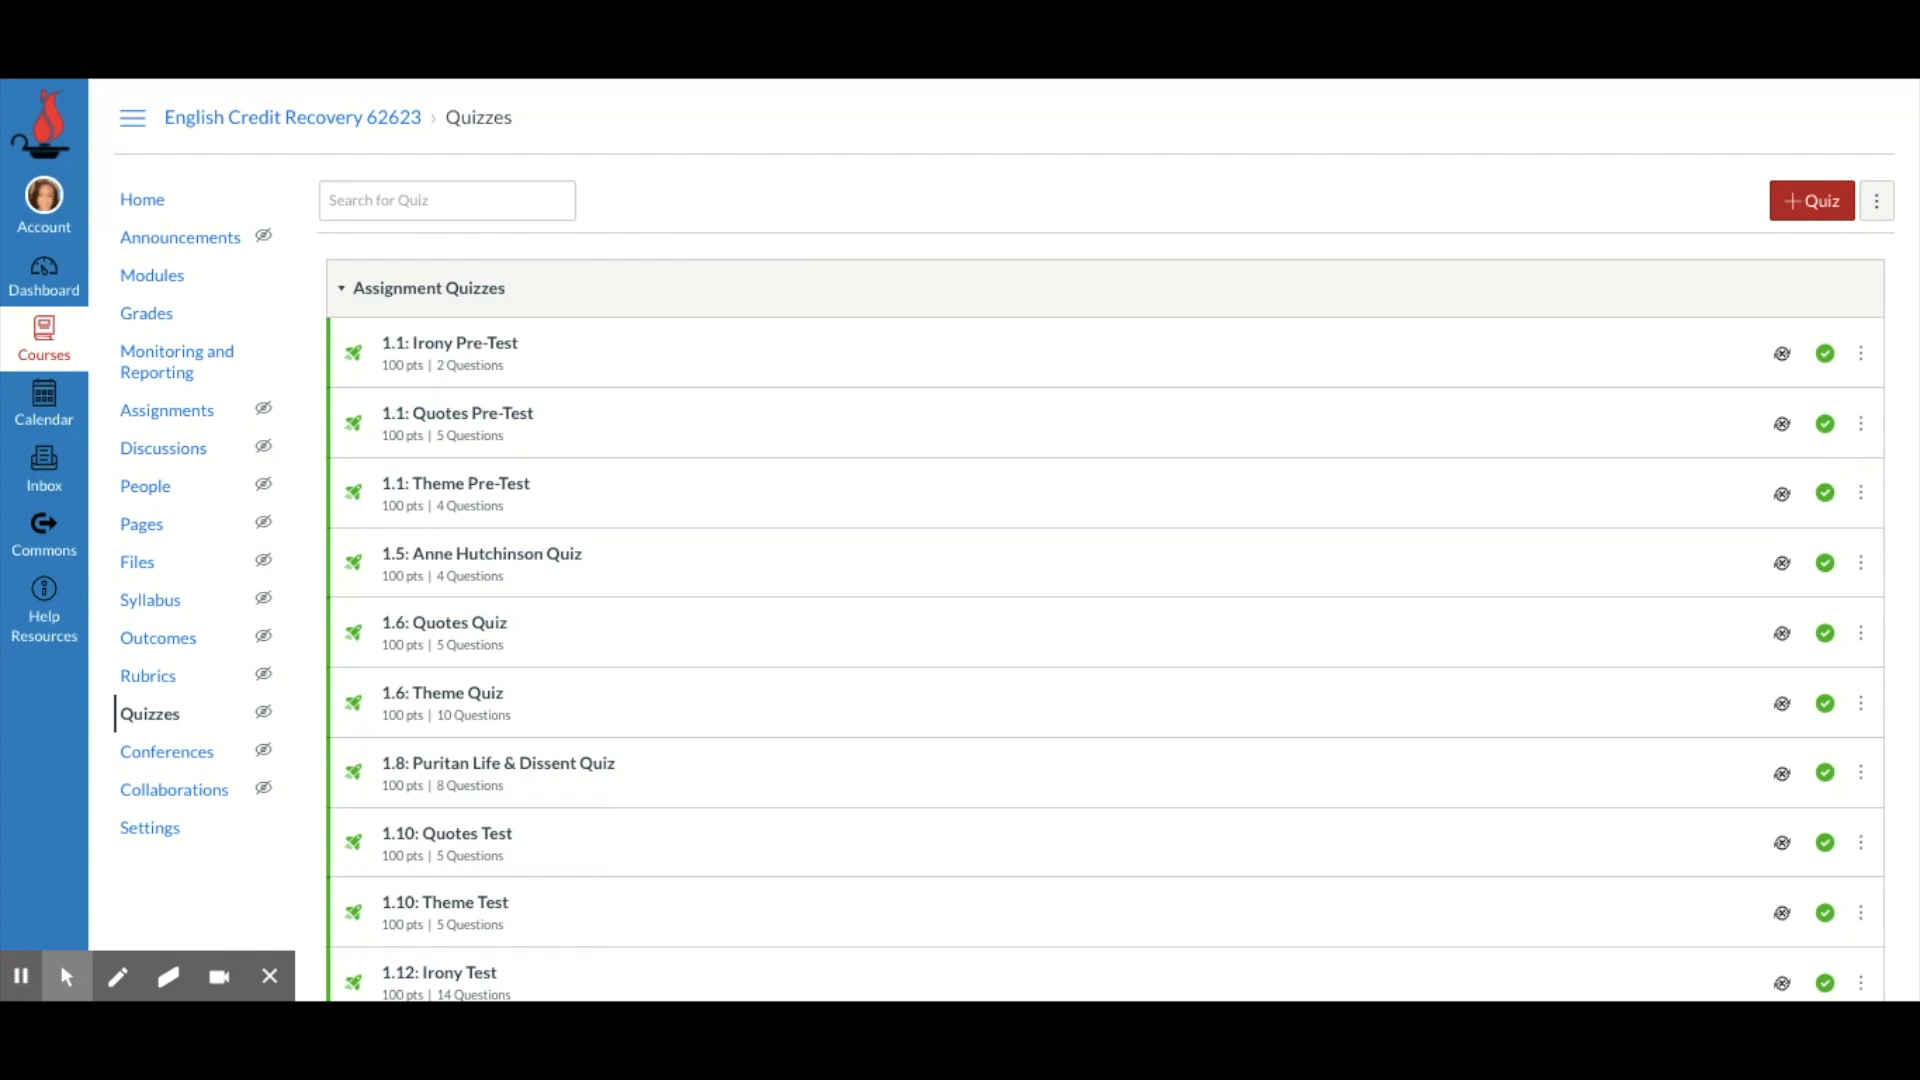 English Credit Recovery 62623 › Quizzes
Account
Dashboard
Courses
Calendar
Inbox
Commons
Help
Resources
Home
Announcements
Modules
Grades
Monitoring and
Reporting
Assignments
Discussions
People
Pages
Files
Syllabus
Outcomes
Rubrics
Quizzes
Conferences
Collaborations
Settings
Search for Quiz
+ Quiz
Assignment Quizzes
1.1: Irony Pre-Test
100 pts | 2 Questions
1.1: Quotes Pre-Test
100 pts | 5 Questions
1.1: Theme Pre-Test
100 pts | 4 Questions
1.5: Anne Hutchinson Quiz
100 pts | 4 Questions
1.6: Quotes Quiz
100 pts | 5 Questions
1.6: Theme Quiz
100 pts | 10 Questions
1.8: Puritan Life & Dissent Quiz
100 pts | 8 Questions
1.10: Quotes Test
100 pts | 5 Questions
1.10: Theme Test
100 pts | 5 Questions
1.12: Irony Test
100 pts | 14 Questions